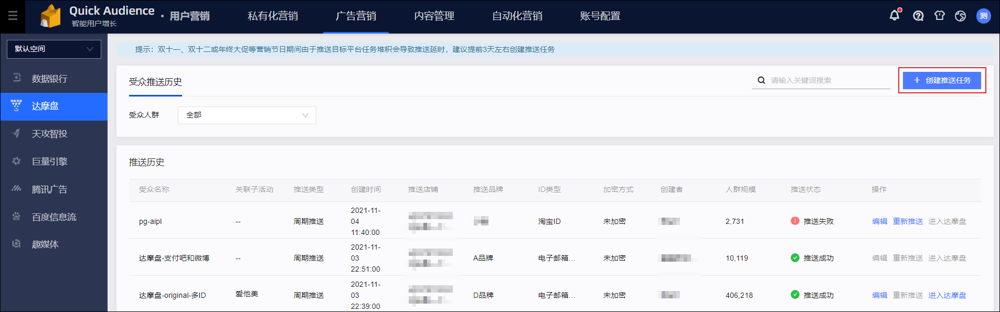 Quick Audience · 用户营销
智能用户增长
私有化营销 广告营销 内容管理 自动化营销 账号配置
测
默认空间
数据银行
达摩盘
天攻智投
巨量引擎
腾讯广告
百度信息流
趣媒体
提示：双十一、双十二或年终大促等营销节日期间由于推送目标平台任务堆积会导致推送延时，建议提前3天左右创建推送任务
受众推送历史
请输入关键词搜索
+ 创建推送任务
受众人群 全部
推送历史
受众名称 关联子活动 推送类型 创建时间 推送店铺 推送品牌 ID类型 加密方式 创建者 人群规模 推送状态 操作
pg-aipl -- 周期推送 2021-11-04 11:40:00 淘宝ID 未加密 2,731 推送失败 编辑 重新推送 进入达摩盘
达摩盘-支付吧和微博 -- 周期推送 2021-11-03 22:51:00 A品牌 电子邮箱... 未加密 10,119 推送成功 编辑 重新推送 进入达摩盘
达摩盘-original-多ID 爱他美 周期推送 2021-11-03 22:39:00 D品牌 电子邮箱... 未加密 406,218 推送成功 编辑 重新推送 进入达摩盘